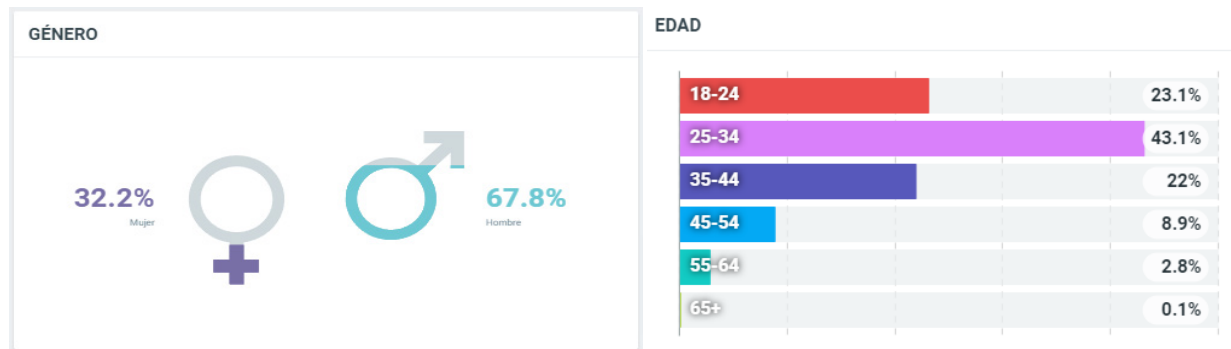 GÉNERO
32.2%
Mujer
67.8%
Hombre
EDAD
18-24 23.1%
25-34 43.1%
35-44 22%
45-54 8.9%
55-64 2.8%
65+ 0.1%